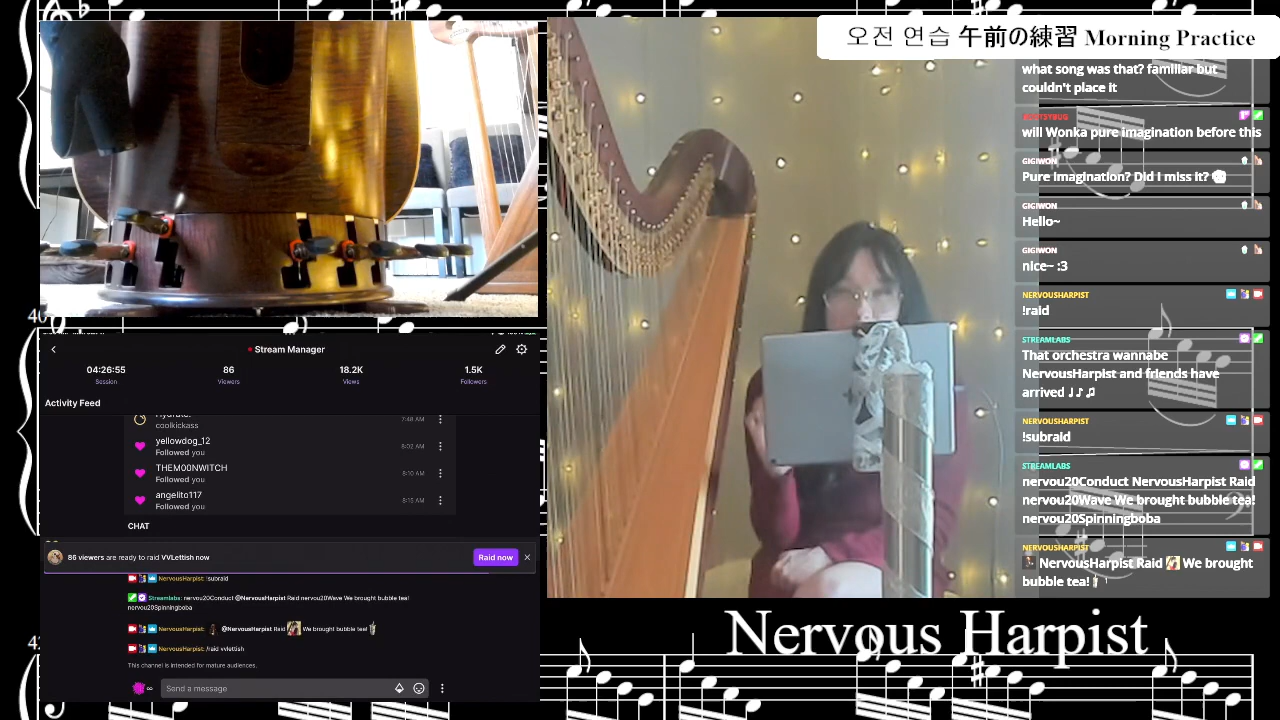 오전 연습 午前の練習 Morning Practice
what song was that? familiar but
couldn't place it
will Wonka pure imagination before this
GIGIWON
Pure Imagination? Did I miss it?
GIGIWON
Hello~
GIGIWON
nice~ :3
NERVOUSHARPIST
!raid
STREAMLABS
That orchestra wannabe
NervousHarpist and friends have
arrived ♩♪♫
NERVOUSHARPIST
!subraid
STREAMLABS
nervou20Conduct NervousHarpist Raid
nervou20Wave We brought bubble tea!
nervou20Spinningboba
NERVOUSHARPIST
NervousHarpist Raid We brought
bubble tea!
Stream Manager
04:26:55 86 18.2K 1.5K
Session Viewers Views Followers
Activity Feed
Hydrate! 7:48 AM
coolkickass
yellowdog_12 8:02 AM
Followed you
THEM00NWITCH 8:10 AM
Followed you
angelito117 8:15 AM
Followed you
CHAT
86 viewers are ready to raid VVLettish now Raid now
NervousHarpist: !subraid
Streamlabs: nervou20Conduct @NervousHarpist Raid nervou20Wave We brought bubble tea!
nervou20Spinningboba
NervousHarpist: @NervousHarpist Raid We brought bubble tea!
NervousHarpist: /raid vvlettish
This channel is intended for mature audiences.
Send a message
Nervous Harpist